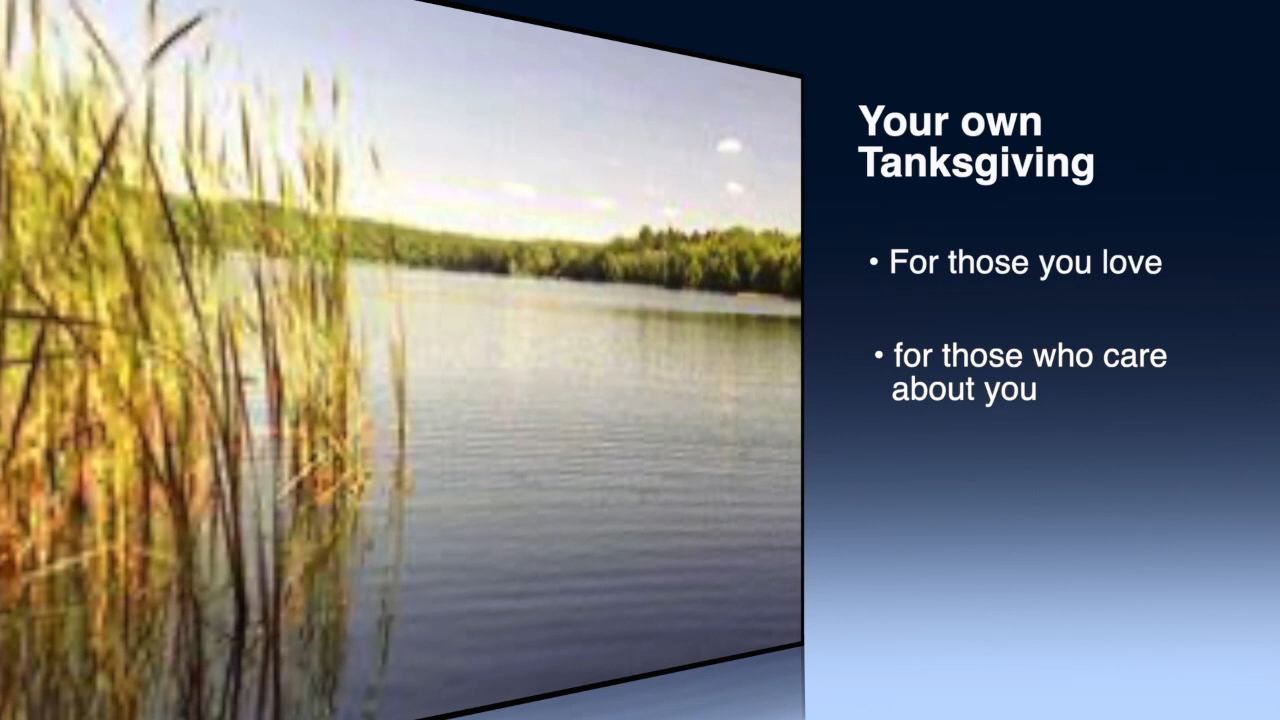 Your own
Tanksgiving
• For those you love
• for those who care
about you